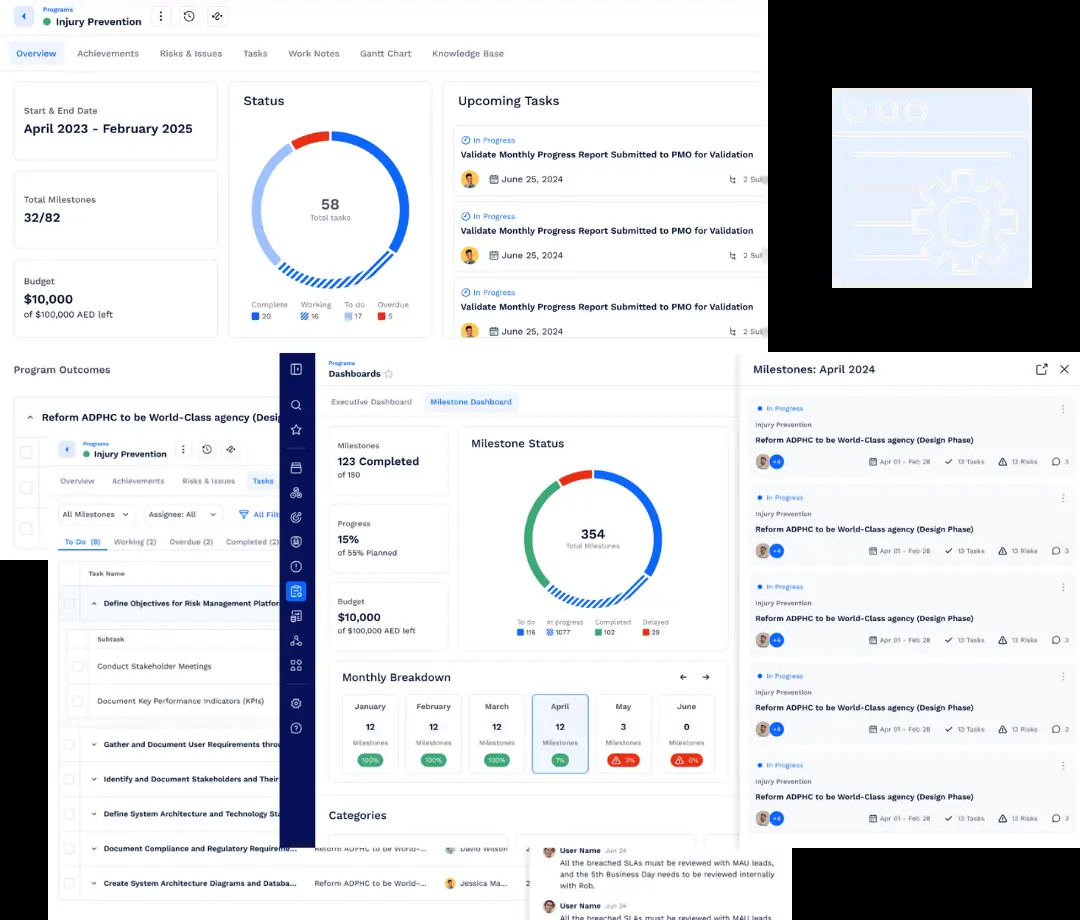 Programs
Injury Prevention
Overview Achievements Risks & Issues Tasks Work Notes Gantt Chart Knowledge Base
Start & End Date
April 2023 - February 2025
Total Milestones
32/82
Budget
$10,000
of $100,000 AED left
Status
58
Total tasks
Complete Working To do Overdue
20 16 17 5
Upcoming Tasks
In Progress
Validate Monthly Progress Report Submitted to PMO for Validation
June 25, 2024 2
In Progress
Validate Monthly Progress Report Submitted to PMO for Validation
June 25, 2024 2
In Progress
Validate Monthly Progress Report Submitted to PMO for Validation
June 25, 2024 2
Program Outcomes
Reform ADPHC to be World-Class agency
Programs
Injury Prevention
Overview Achievements Risks & Issues Tasks
All Milestones Assignee: All All
To Do (8) Working (2) Overdue (2) Completed (2)
Task Name
Define Objectives for Risk Management
Subtask
Conduct Stakeholder Meetings
Document Key Performance Indicators (KPIs)
Gather and Document User Requirements
Identify and Document Stakeholders and Their
Define System Architecture and Technology
Document Compliance and Regulatory Requireme... Reform ADPHC to be World-... David Wilson
Create System Architecture Diagrams and Databa... Reform ADPHC to be World-... Jessica Ma...
Programs
Dashboards
Executive Dashboard Milestone Dashboard
Milestones
123 Completed
of 150
Progress
15%
of 55% Planned
Budget
$10,000
of $100,000 AED left
Milestone Status
354
Total Milestones
To do In progress Completed Delayed
116 1077 102 29
Monthly Breakdown
January February March April May June
12 12 12 12 3 0
Milestones Milestones Milestones Milestones Milestones Milestones
100% 100% 100% 1% 3% 0%
Categories
User Name Jun 24
All the breached SLAs must be reviewed with MAU leads,
and the 5th Business Day needs to be reviewed internally
with Rob.
User Name Jun 24
All the breached SLAs must be reviewed with MAU leads,
Milestones: April 2024
In Progress
Injury Prevention
Reform ADPHC to be World-Class agency (Design Phase)
+4 Apr 01 - Feb 28 13 Tasks 13 Risks 3
In Progress
Injury Prevention
Reform ADPHC to be World-Class agency (Design Phase)
+4 Apr 01 - Feb 28 13 Tasks 13 Risks 3
In Progress
Injury Prevention
Reform ADPHC to be World-Class agency (Design Phase)
+4 Apr 01 - Feb 28 13 Tasks 13 Risks 3
In Progress
Injury Prevention
Reform ADPHC to be World-Class agency (Design Phase)
+4 Apr 01 - Feb 28 13 Tasks 13 Risks 3
In Progress
Injury Prevention
Reform ADPHC to be World-Class agency (Design Phase)
+4 Apr 01 - Feb 28 13 Tasks 13 Risks 3